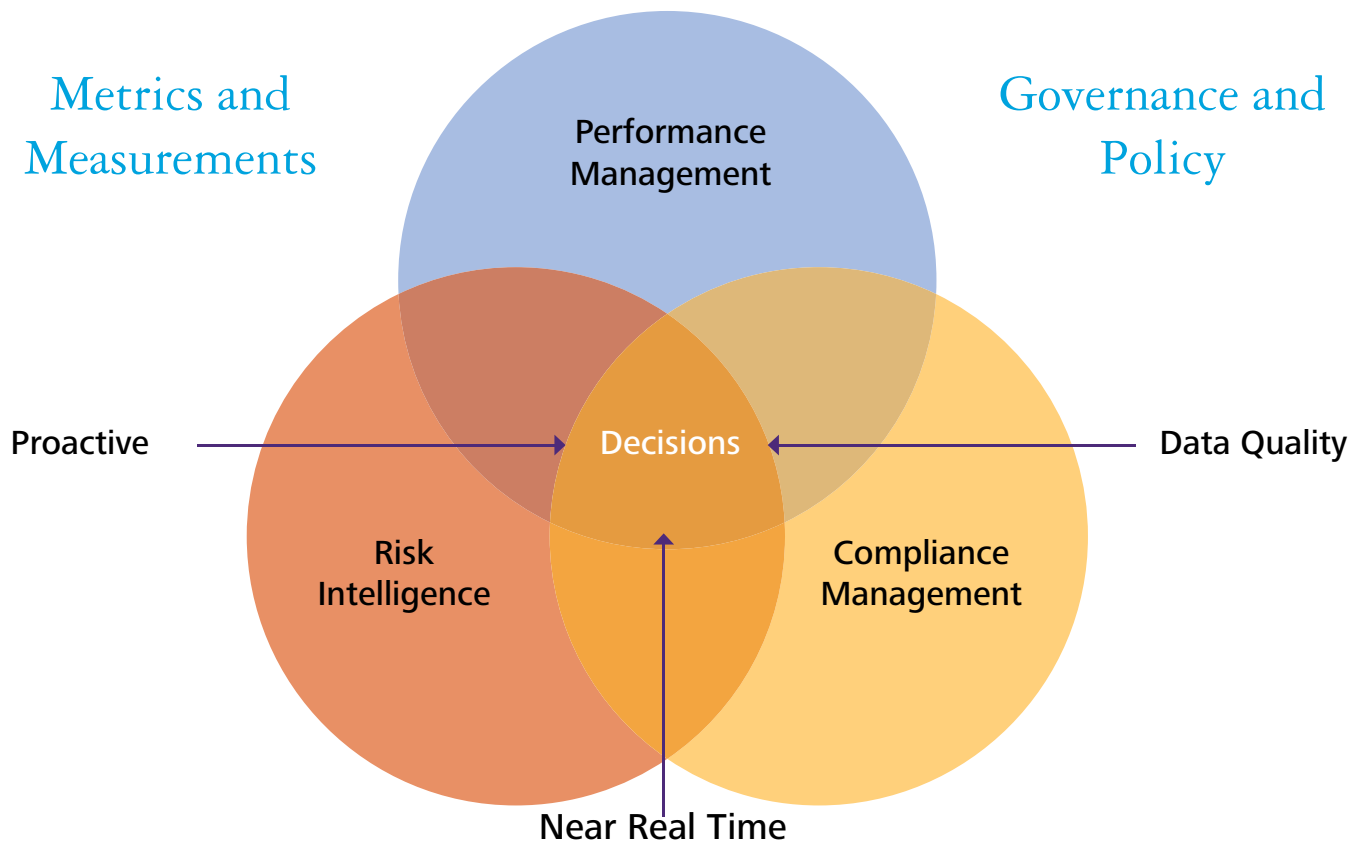 Metrics and
Measurements
Governance and
Policy
Performance
Management
Proactive
Decisions
Data Quality
Risk
Intelligence
Compliance
Management
Near Real Time